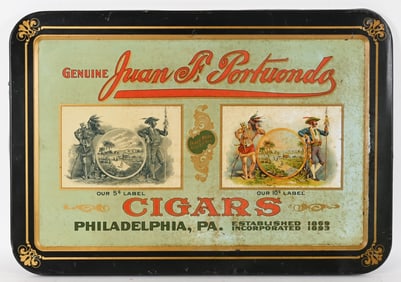 GENUINE Juan F. Portuondo
OUR 5¢ LABEL
OUR 10¢ LABEL
CIGARS
PHILADELPHIA, PA. ESTABLISHED 1869
INCORPORATED 1893